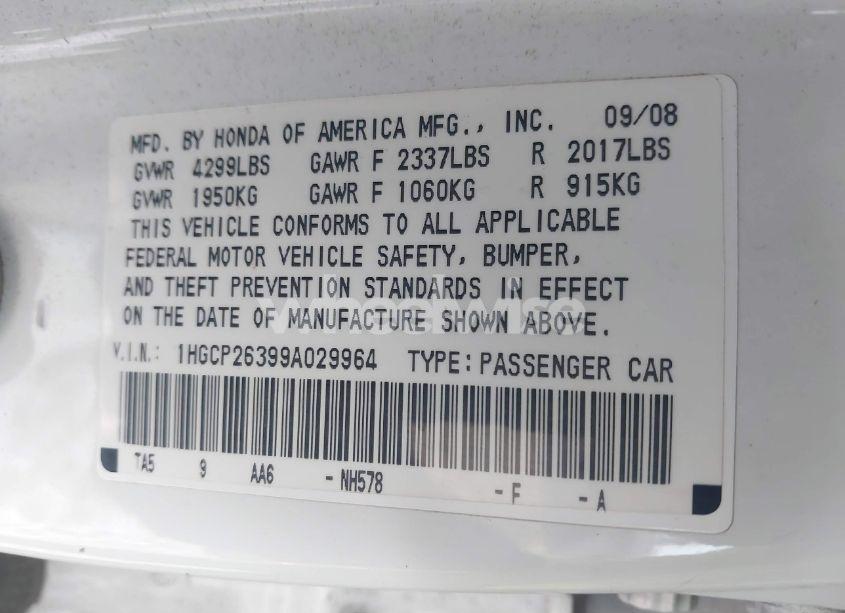 MFD. BY HONDA OF AMERICA MFG., INC. 09/08
GVWR 4299LBS GAWR F 2337LBS R 2017LBS
GVWR 1950KG GAWR F 1060KG R 915KG
THIS VEHICLE CONFORMS TO ALL APPLICABLE
FEDERAL MOTOR VEHICLE SAFETY, BUMPER,
AND THEFT PREVENTION STANDARDS IN EFFECT
ON THE DATE OF MANUFACTURE SHOWN ABOVE.
V.I.N.: 1HGCP26399A029964 TYPE: PASSENGER CAR
TA5 9 AA6 -NH578 -F -A